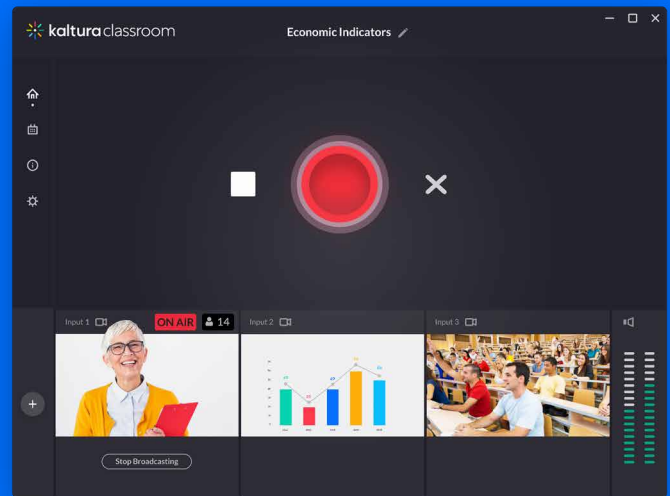 kaltura classroom
Economic Indicators
Input 1
ON AIR
14
Input 2
Input 3
Stop Broadcasting